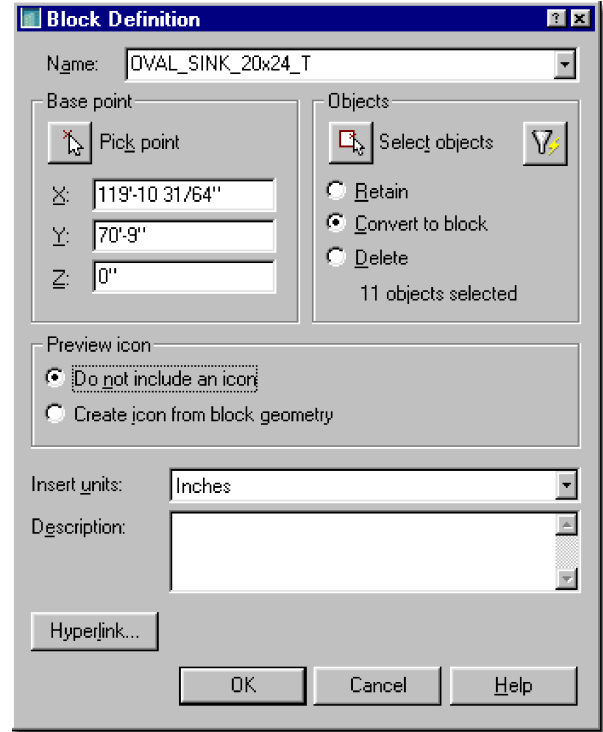 Block Definition
Name: OVAL_SINK_20x24_T
Base point
Pick point
X: 119'-10 31/64"
Y: 70'-9"
Z: 0"
Objects
Select objects
Retain
Convert to block
Delete
11 objects selected
Preview icon
Do not include an icon
Create icon from block geometry
Insert units: Inches
Description:
Hyperlink...
OK Cancel Help